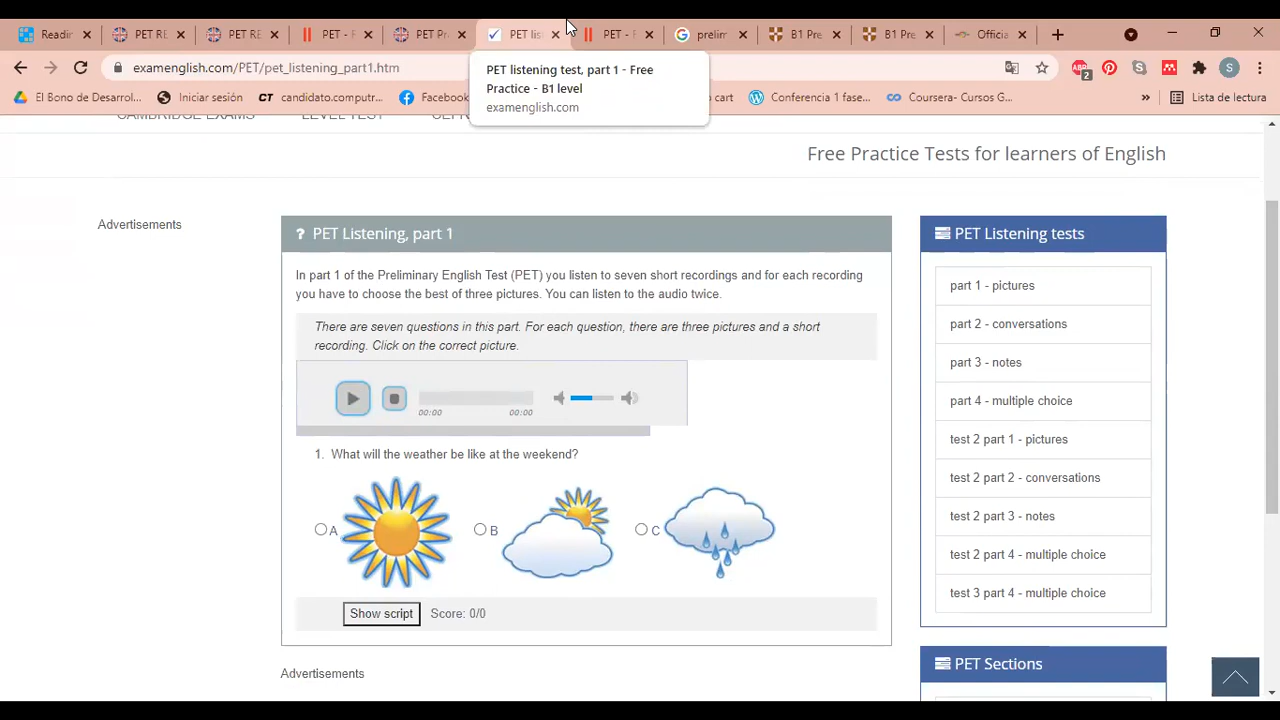 Readi
PET RE
PET RE
PET - F
PET Pr
PET lis
PET - F
prelim
B1 Pre
B1 Pre
Officia
examenglish.com/PET/pet_listening_part1.htm
ABP
2
S
El Bono de Desarrol...
Iniciar sesión
CT candidato.computr...
Facebook
o cart
Conferencia 1 fase...
Coursera- Cursos G...
»
Lista de lectura
PET listening test, part 1 - Free
Practice - B1 level
examenglish.com
CAMBRIDGE EXAMS
LEVEL TEST
Free Practice Tests for learners of English
Advertisements
? PET Listening, part 1
In part 1 of the Preliminary English Test (PET) you listen to seven short recordings and for each recording
you have to choose the best of three pictures. You can listen to the audio twice.
There are seven questions in this part. For each question, there are three pictures and a short
recording. Click on the correct picture.
00:00
00:00
1. What will the weather be like at the weekend?
A
B
C
Show script
Score: 0/0
Advertisements
PET Listening tests
part 1 - pictures
part 2 - conversations
part 3 - notes
part 4 - multiple choice
test 2 part 1 - pictures
test 2 part 2 - conversations
test 2 part 3 - notes
test 2 part 4 - multiple choice
test 3 part 4 - multiple choice
PET Sections